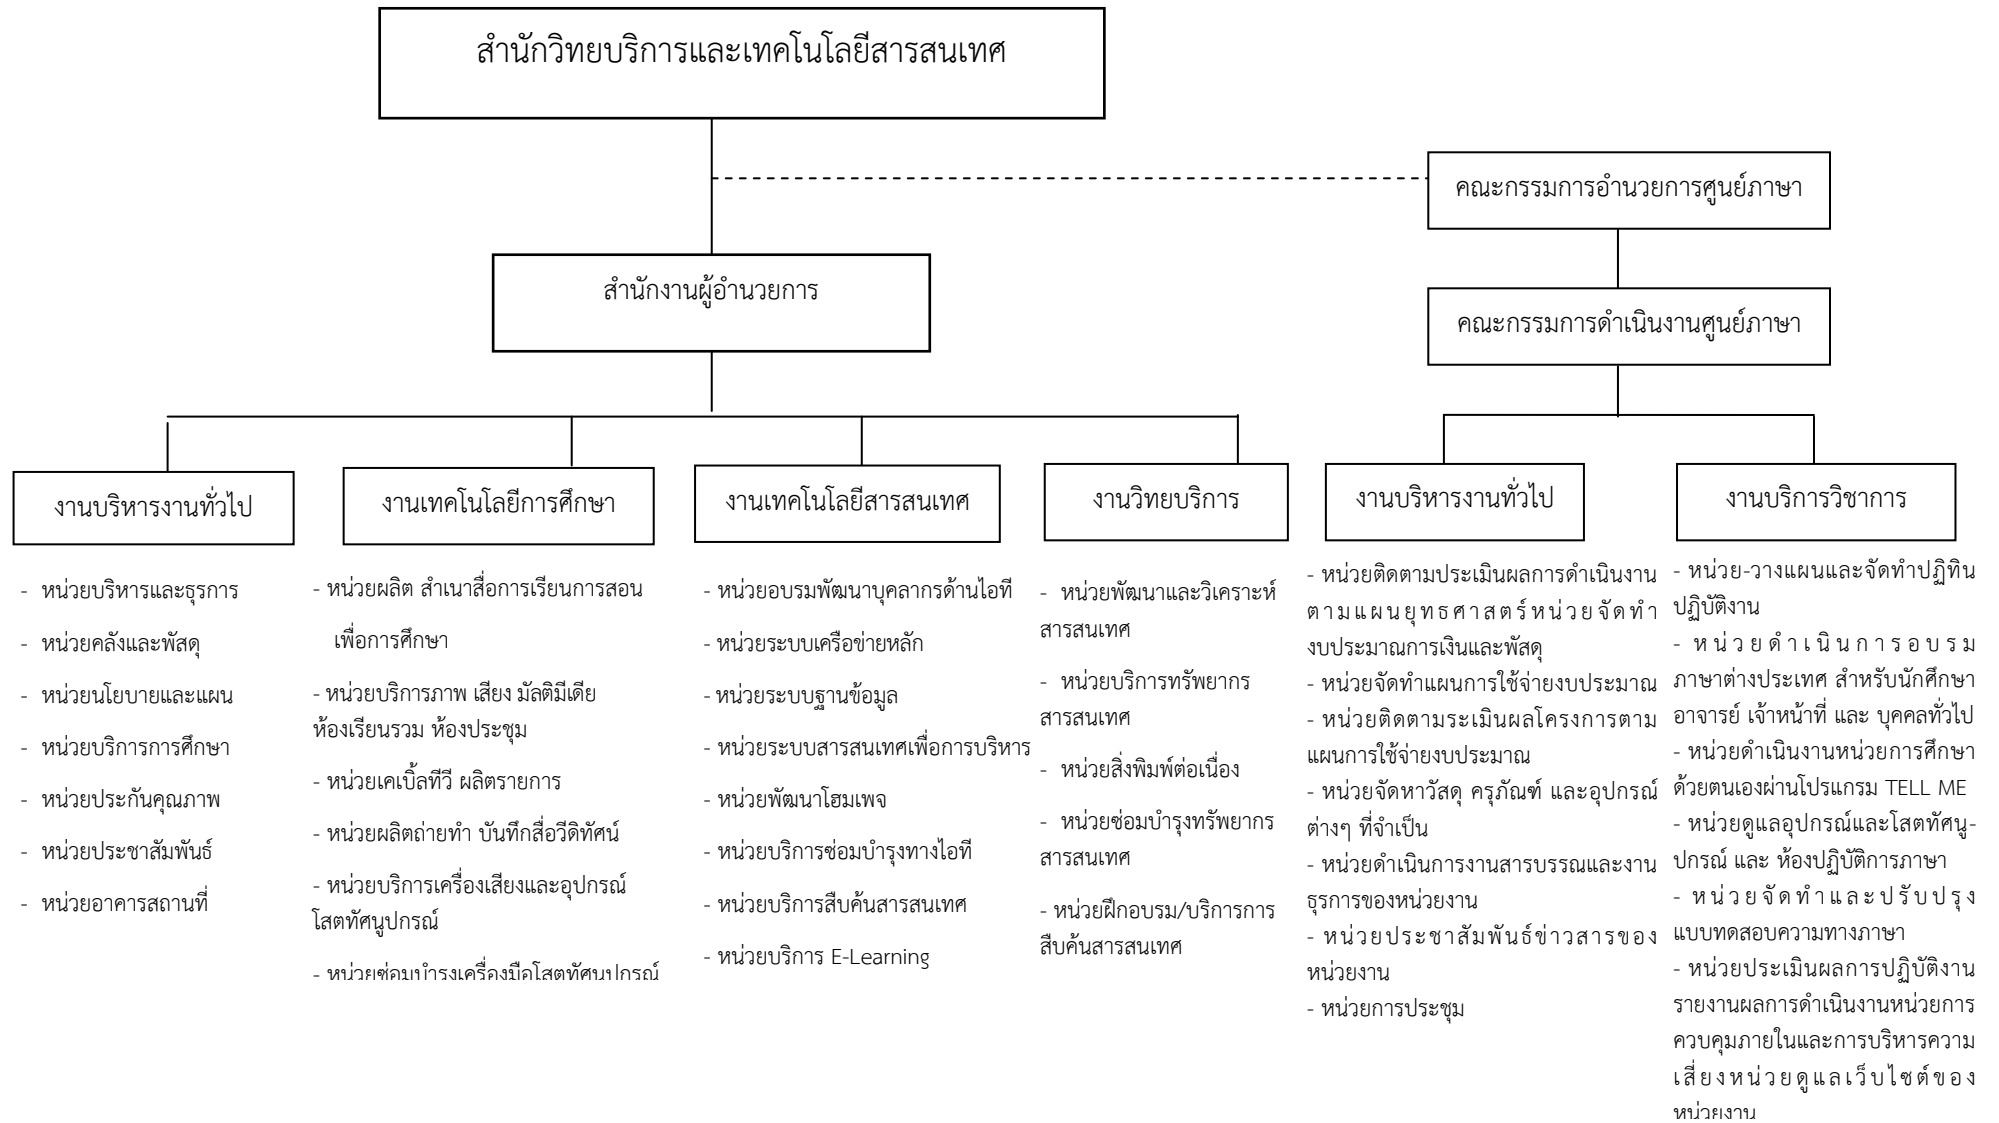 สำนักวิทยบริการและเทคโนโลยีสารสนเทศ
คณะกรรมการอำนวยการศูนย์ภาษา
สำนักงานผู้อำนวยการ
คณะกรรมการดำเนินงานศูนย์ภาษา
งานบริหารงานทั่วไป
- หน่วยบริหารและธุรการ
- หน่วยคลังและพัสดุ
- หน่วยนโยบายและแผน
- หน่วยบริการการศึกษา
- หน่วยประกันคุณภาพ
- หน่วยประชาสัมพันธ์
- หน่วยอาคารสถานที่
งานเทคโนโลยีการศึกษา
- หน่วยผลิต สำเนาสื่อการเรียนการสอน
เพื่อการศึกษา
- หน่วยบริการภาพ เสียง มัลติมีเดีย
ห้องเรียนรวม ห้องประชุม
- หน่วยเคเบิ้ลทีวี ผลิตรายการ
- หน่วยผลิตถ่ายทำ บันทึกสื่อวีดิทัศน์
- หน่วยบริการเครื่องเสียงและอุปกรณ์
โสตทัศนูปกรณ์
- หน่วยซ่อมบำรุงเครื่องมือโสตทัศนูปกรณ์
งานเทคโนโลยีสารสนเทศ
- หน่วยอบรมพัฒนาบุคลากรด้านไอที
- หน่วยระบบเครือข่ายหลัก
- หน่วยระบบฐานข้อมูล
- หน่วยระบบสารสนเทศเพื่อการบริหาร
- หน่วยพัฒนาโฮมเพจ
- หน่วยบริการซ่อมบำรุงทางไอที
- หน่วยบริการสืบค้นสารสนเทศ
- หน่วยบริการ E-Learning
งานวิทยบริการ
- หน่วยพัฒนาและวิเคราะห์
สารสนเทศ
- หน่วยบริการทรัพยากร
สารสนเทศ
- หน่วยสิ่งพิมพ์ต่อเนื่อง
- หน่วยซ่อมบำรุงทรัพยากร
สารสนเทศ
- หน่วยฝึกอบรม/บริการการ
สืบค้นสารสนเทศ
งานบริหารงานทั่วไป
- หน่วยติดตามประเมินผลการดำเนินงาน
ตามแผนยุทธศาสตร์หน่วยจัดทำ
งบประมาณการเงินและพัสดุ
- หน่วยจัดทำแผนการใช้จ่ายงบประมาณ
- หน่วยติดตามระเมินผลโครงการตาม
แผนการใช้จ่ายงบประมาณ
- หน่วยจัดหาวัสดุ ครุภัณฑ์ และอุปกรณ์
ต่างๆ ที่จำเป็น
- หน่วยดำเนินการงานสารบรรณและงาน
ธุรการของหน่วยงาน
- หน่วยประชาสัมพันธ์ข่าวสารของ
หน่วยงาน
- หน่วยการประชุม
งานบริการวิชาการ
- หน่วย-วางแผนและจัดทำปฏิทิน
ปฏิบัติงาน
- หน่วยดำเนินการอบรม
ภาษาต่างประเทศ สำหรับนักศึกษา
อาจารย์ เจ้าหน้าที่ และ บุคคลทั่วไป
- หน่วยดำเนินงานหน่วยการศึกษา
ด้วยตนเองผ่านโปรแกรม TELL ME
- หน่วยดูแลอุปกรณ์และโสตทัศนู-
ปกรณ์ และ ห้องปฏิบัติการภาษา
- หน่วยจัดทำและปรับปรุง
แบบทดสอบความทางภาษา
- หน่วยประเมินผลการปฏิบัติงาน
รายงานผลการดำเนินงานหน่วยการ
ควบคุมภายในและการบริหารความ
เสี่ยงหน่วยดูแลเว็บไซต์ของ
หน่วยงาน